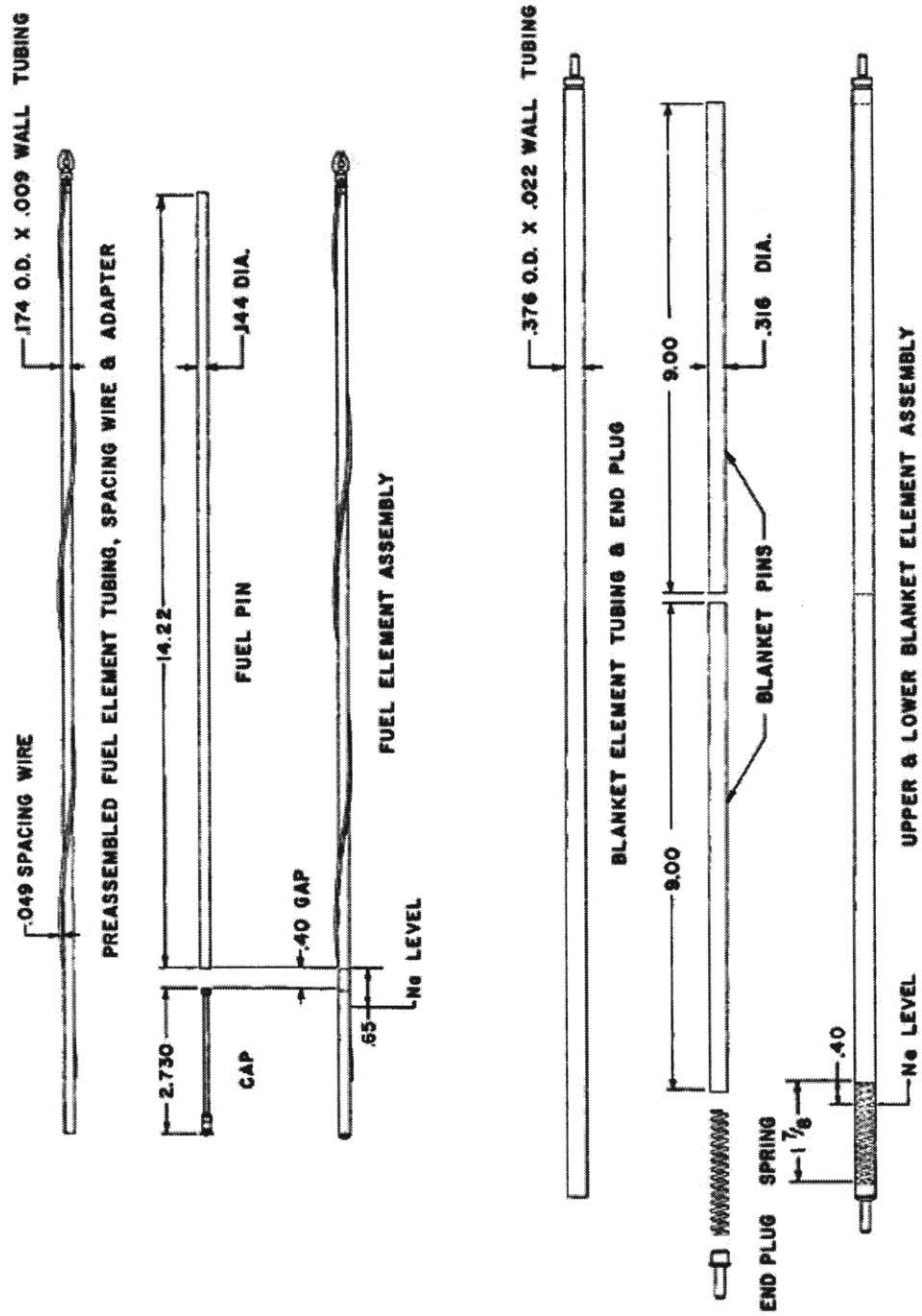 .174 O.D. X .009 WALL TUBING
.049 SPACING WIRE
PREASSEMBLED FUEL ELEMENT TUBING, SPACING WIRE & ADAPTER
14.22
.144 DIA.
2.730
CAP
FUEL PIN
.40 GAP
.65
Na LEVEL
FUEL ELEMENT ASSEMBLY
.376 O.D. X .022 WALL TUBING
BLANKET ELEMENT TUBING & END PLUG
9.00
9.00
.316 DIA.
BLANKET PINS
END PLUG
SPRING
1 7/8
.40
Na LEVEL
UPPER & LOWER BLANKET ELEMENT ASSEMBLY